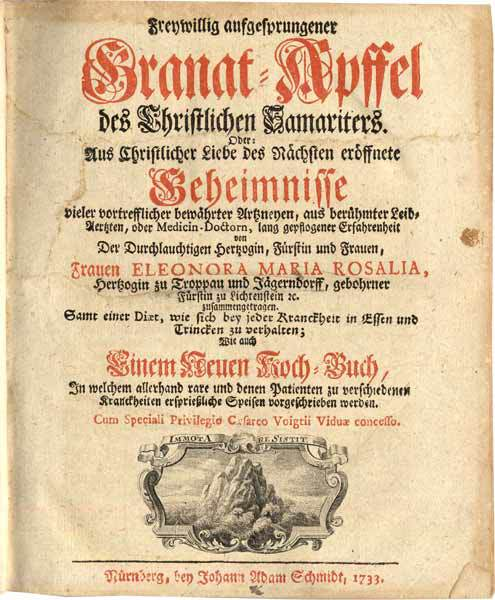 Freywillig aufgesprungener
Granat-Apffel
des Christlichen Samariters.
Oder:
Aus Christlicher Liebe des Nächsten eröffnete
Geheimnisse
vieler vortrefflicher bewährter Artzneyen, aus berühmter Leib-
Aertzten, oder Medicin-Doctorn, lang gepflogener Erfahrenheit
von
Der Durchlauchtigen Hertzogin, Fürstin und Frauen,
Frauen ELEONORA MARIA ROSALIA,
Hertzogin zu Troppau und Jägerndorff, gebohrner
Fürstin zu Lichtenstein ꝛc.
zusammengetragen.
Samt einer Diæt, wie sich bey jeder Kranckheit in Essen und
Trincken zu verhalten;
Wie auch
Einem Neuen Koch-Buch,
In welchem allerhand rare und denen Patienten zu verschiedenen
Kranckheiten ersprießliche Speisen vorgeschrieben werden.
Cum Speciali Privilegio Cæsareo Voigtii Viduæ concesso.
IMMOTA RESISTIT
Nürnberg, bey Johann Adam Schmidt, 1733.